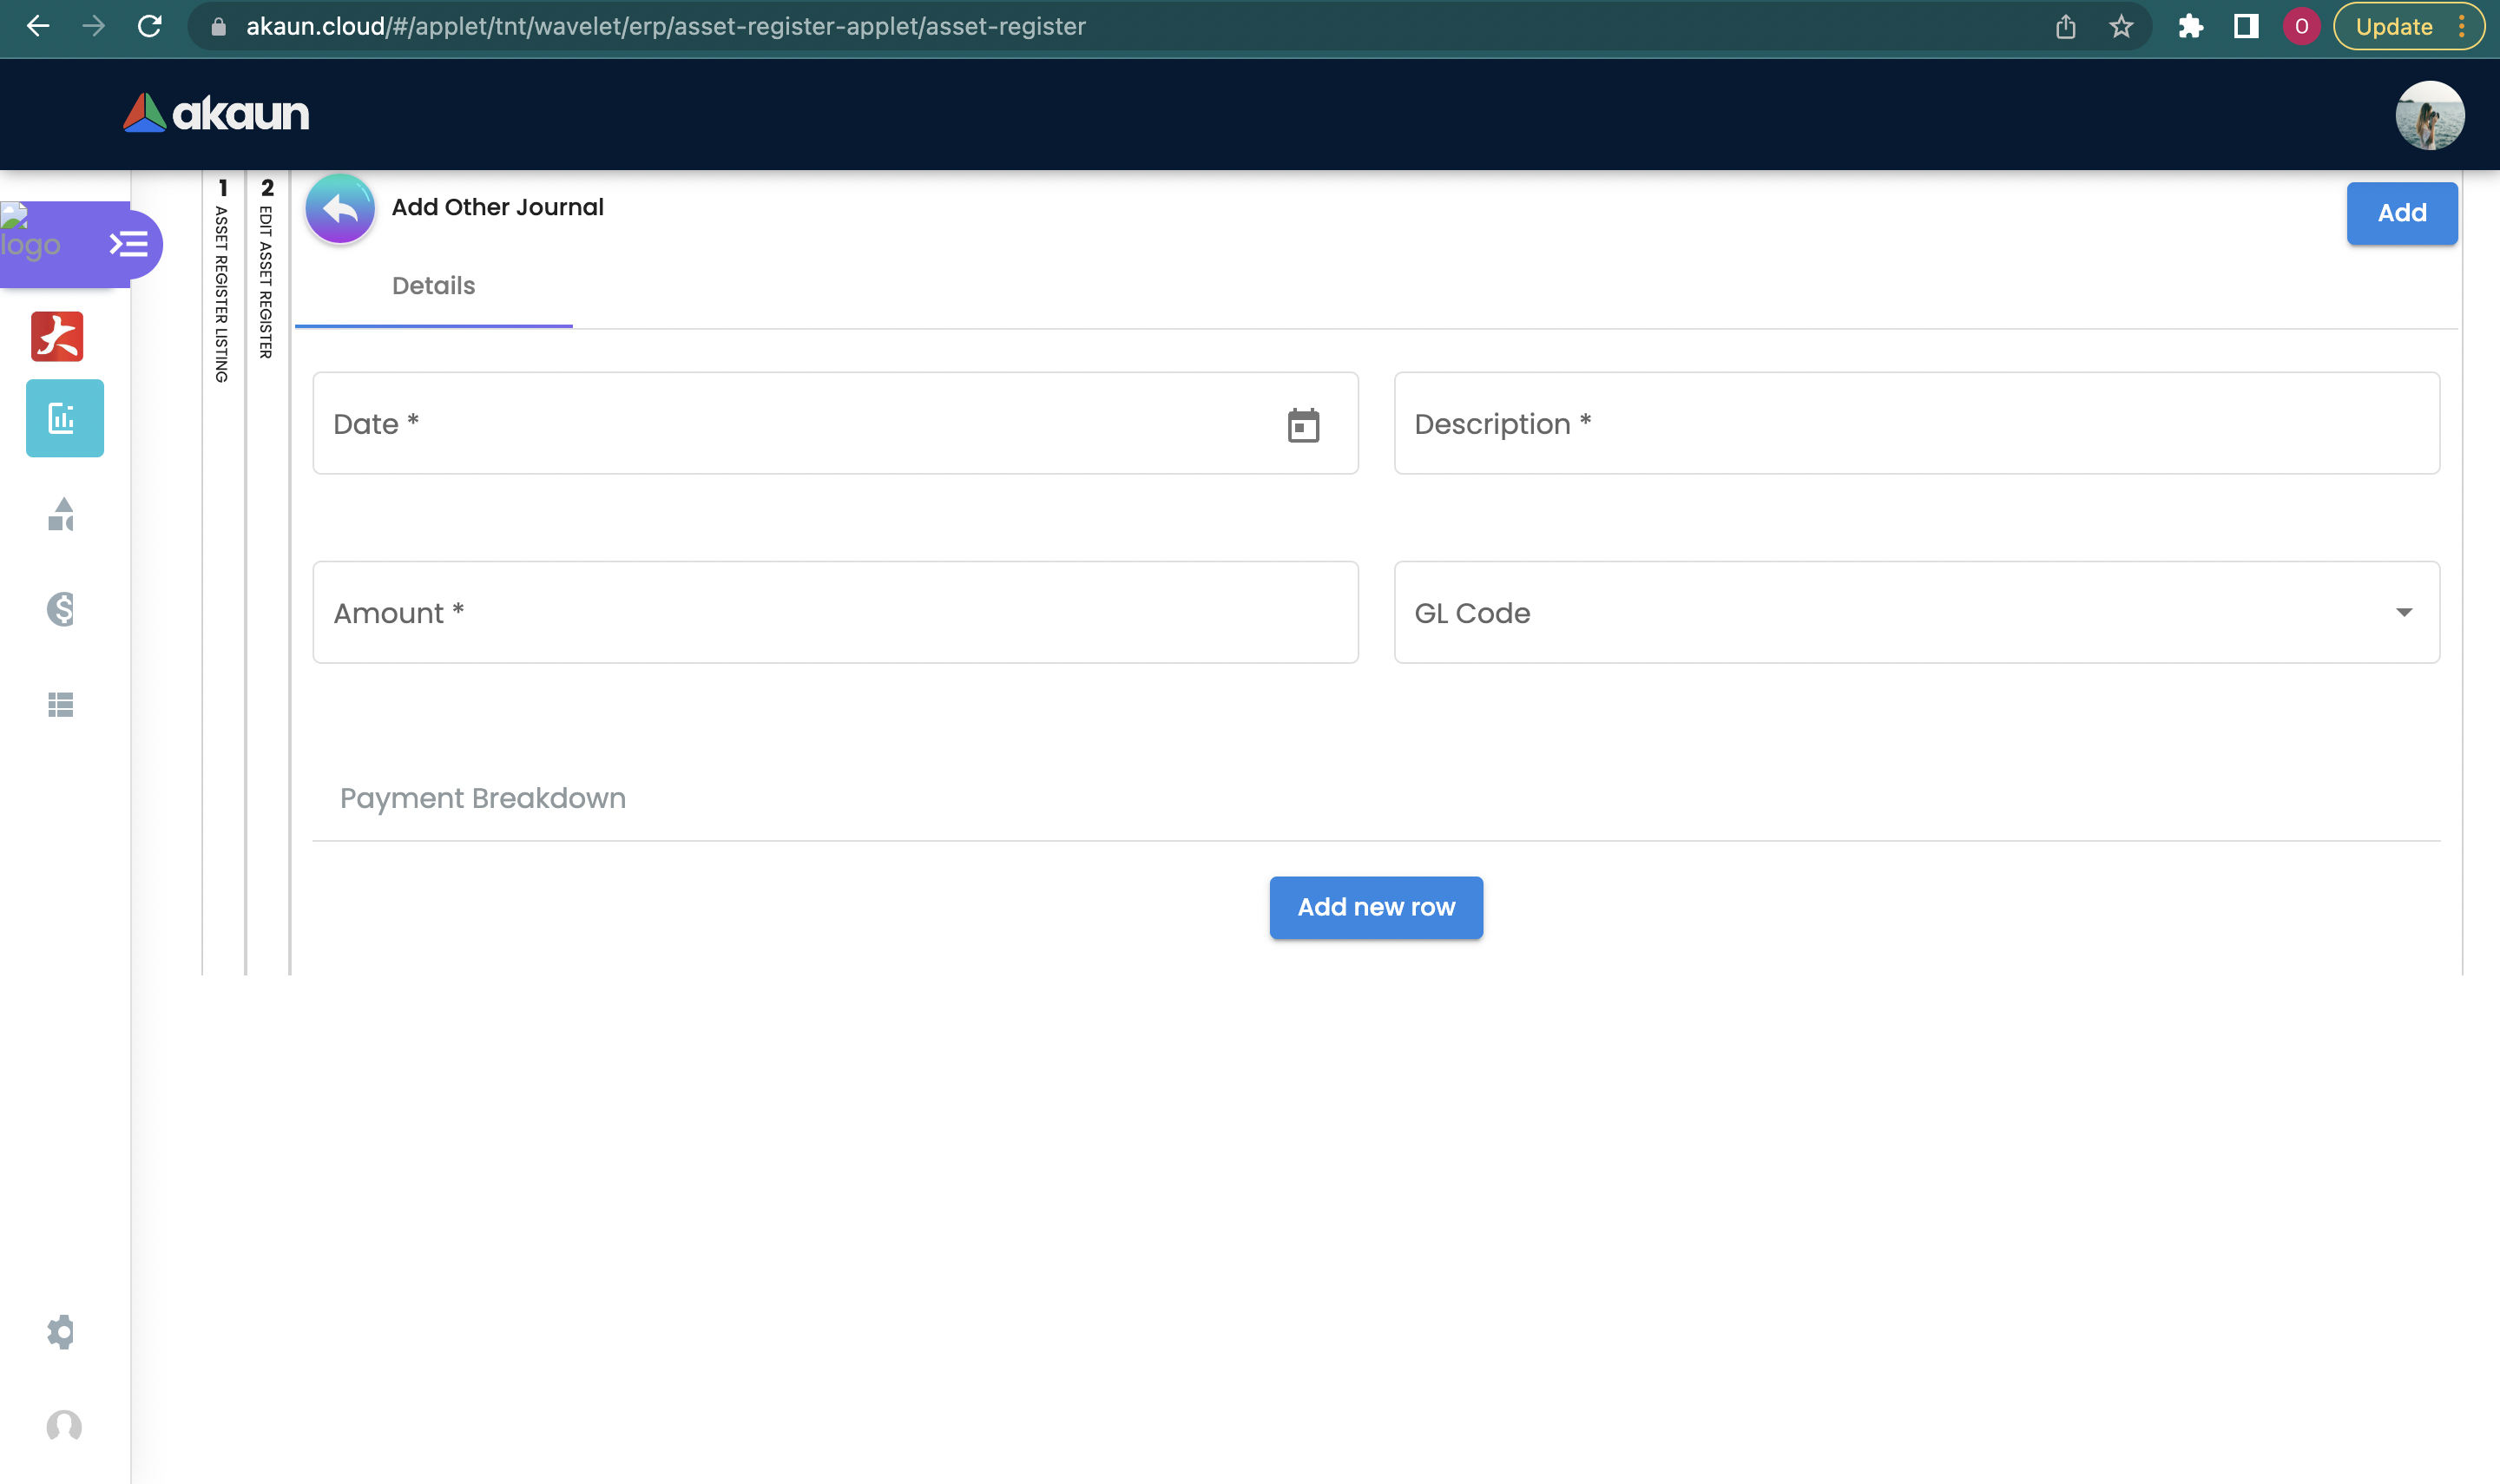 akaun.cloud/#/applet/tnt/wavelet/erp/asset-register-applet/asset-register
O
Update
akaun
logo
1 ASSET REGISTER LISTING
2 EDIT ASSET REGISTER
Add Other Journal
Add
Details
Date *
Description *
Amount *
GL Code
Payment Breakdown
Add new row